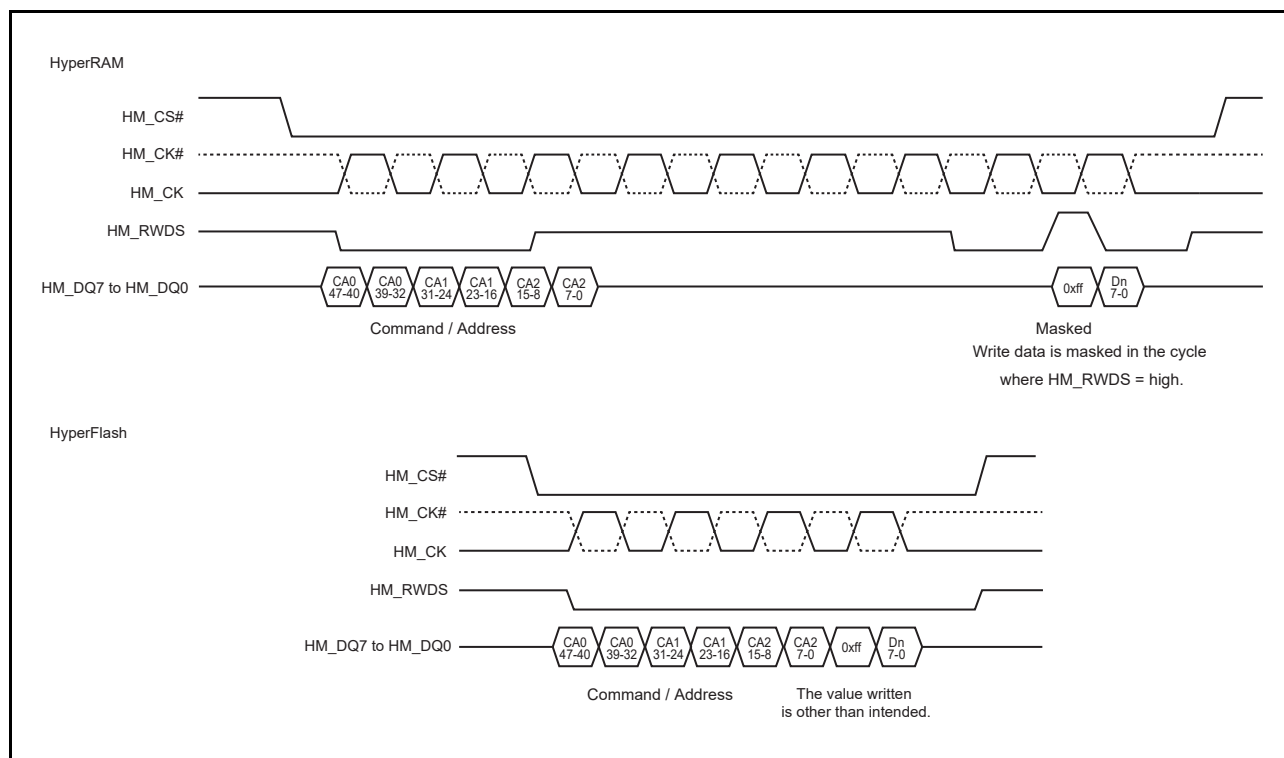 HyperRAM
HM_CS#
HM_CK#
HM_CK
HM_RWDS
HM_DQ7 to HM_DQ0
CA0 CA0 CA1 CA1 CA2 CA2 0xff Dn
47-40 39-32 31-24 23-16 15-8 7-0 7-0
Command / Address
Masked
Write data is masked in the cycle
where HM_RWDS = high.
HyperFlash
HM_CS#
HM_CK#
HM_CK
HM_RWDS
HM_DQ7 to HM_DQ0
CA0 CA0 CA1 CA1 CA2 CA2 0xff Dn
47-40 39-32 31-24 23-16 15-8 7-0 7-0
Command / Address
The value written
is other than intended.